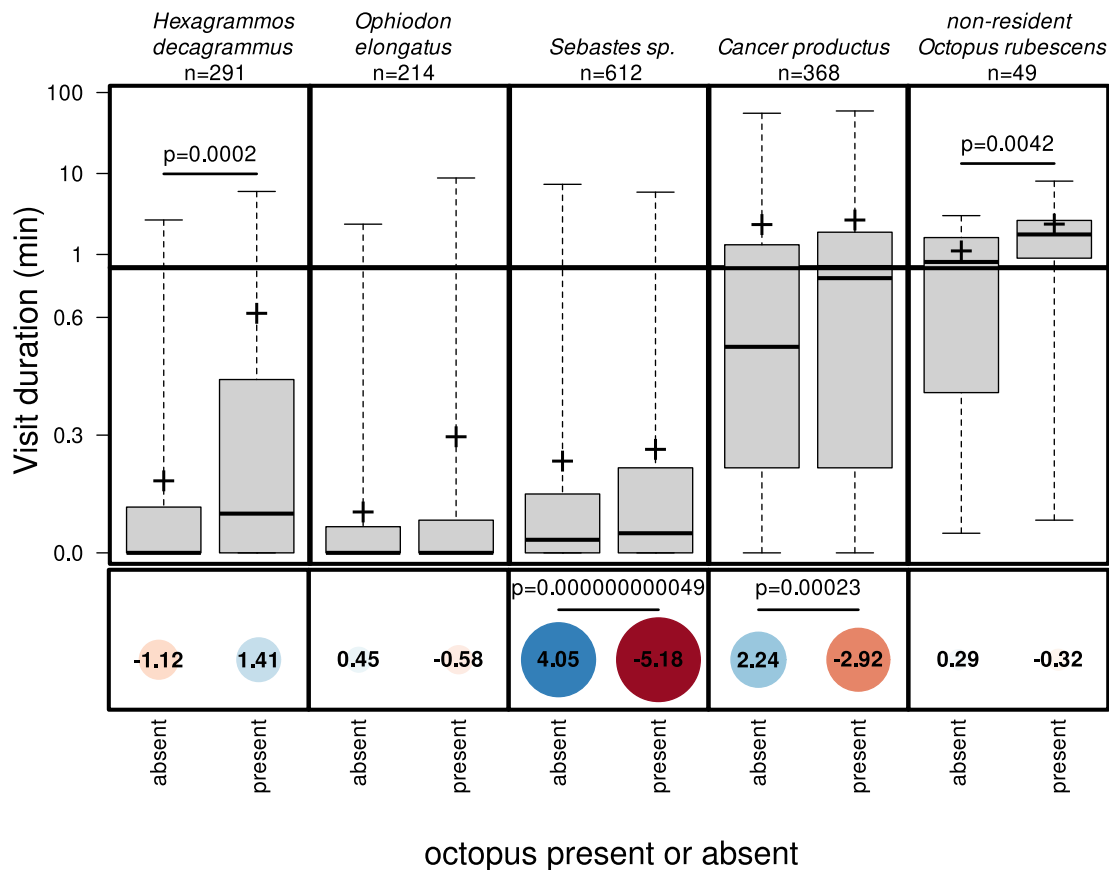 Hexagrammos
decagrammus
n=291
Ophiodon
elongatus
n=214
Sebastes sp.
n=612
Cancer productus
n=368
non-resident
Octopus rubescens
n=49
Visit duration (min)
100
10
1
0.6
0.3
0.0
p=0.0002
p=0.0042
p=0.000000000049
p=0.00023
-1.12
1.41
0.45
-0.58
4.05
-5.18
2.24
-2.92
0.29
-0.32
absent
present
absent
present
absent
present
absent
present
absent
present
octopus present or absent